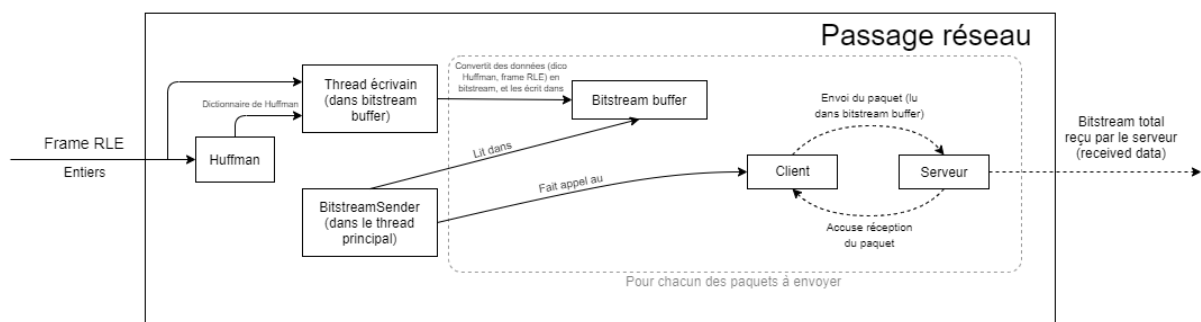 Passage réseau
Frame RLE
Entiers
Huffman
Dictionnaire de Huffman
Thread écrivain
(dans bitstream
buffer)
Convertit des données (dico
Huffman, frame RLE) en
bitstream, et les écrit dans
Bitstream buffer
Lit dans
BitstreamSender
(dans le thread
principal)
Fait appel au
Client
Envoi du paquet (lu
dans bitstream buffer)
Serveur
Accuse réception
du paquet
Pour chacun des paquets à envoyer
Bitstream total
reçu par le serveur
(received data)